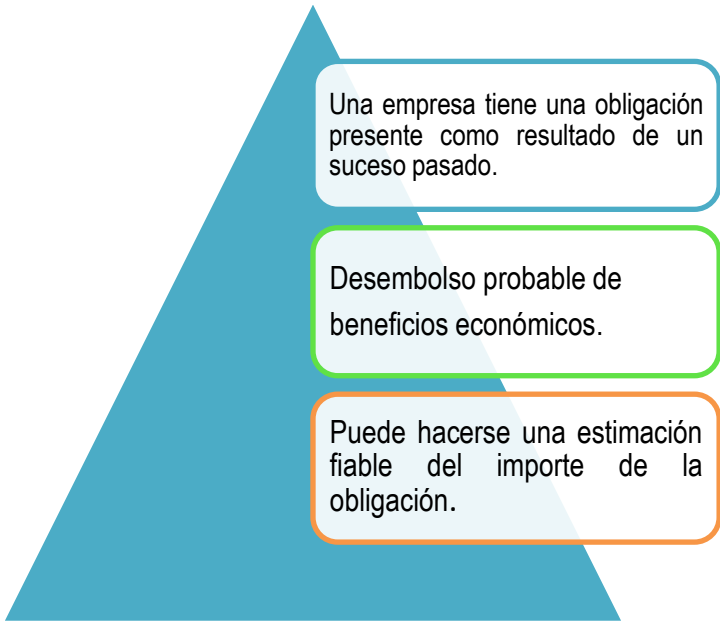 Una empresa tiene una obligación
presente como resultado de un
suceso pasado.
Desembolso probable de
beneficios económicos.
Puede hacerse una estimación
fiable del importe de la
obligación.